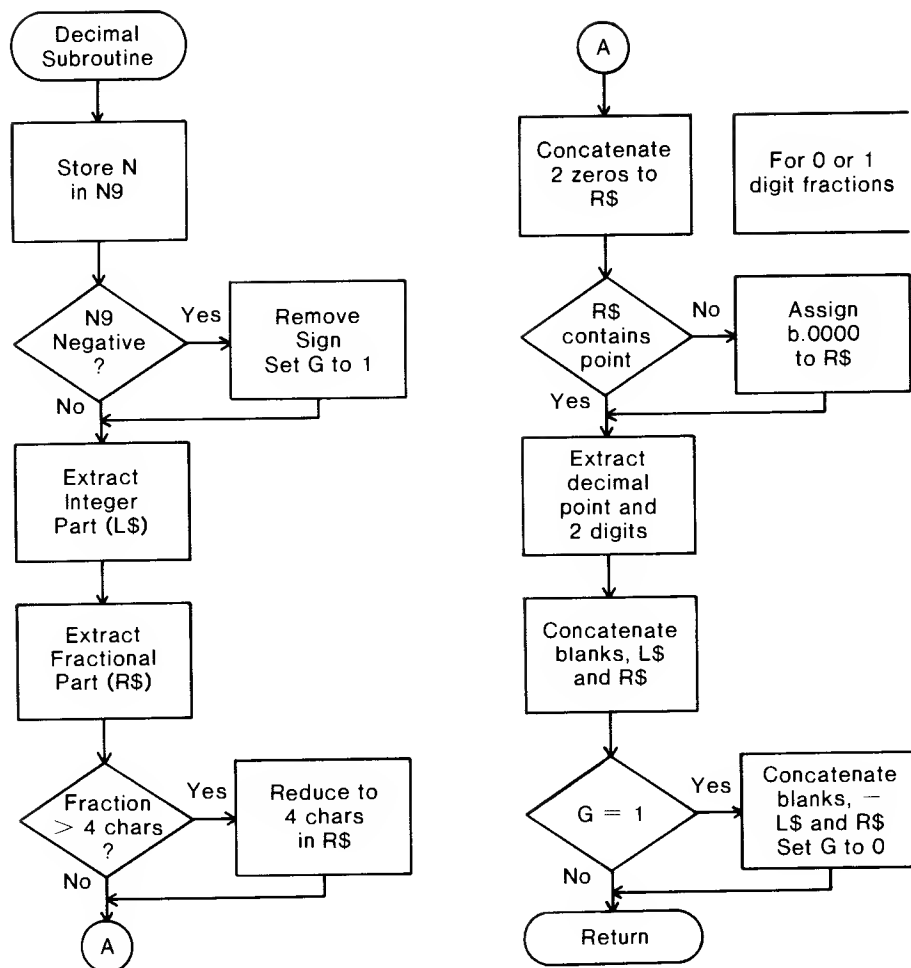 Decimal
Subroutine
Store N
in N9
N9
Negative
?
Yes
Remove
Sign
Set G to 1
No
Extract
Integer
Part (L$)
Extract
Fractional
Part (R$)
Fraction
> 4 chars
?
Yes
Reduce to
4 chars
in R$
No
A
A
Concatenate
2 zeros to
R$
For 0 or 1
digit fractions
R$
contains
point
No
Assign
b.0000
to R$
Yes
Extract
decimal
point and
2 digits
Concatenate
blanks, L$
and R$
G = 1
Yes
Concatenate
blanks, —
L$ and R$
Set G to 0
No
Return